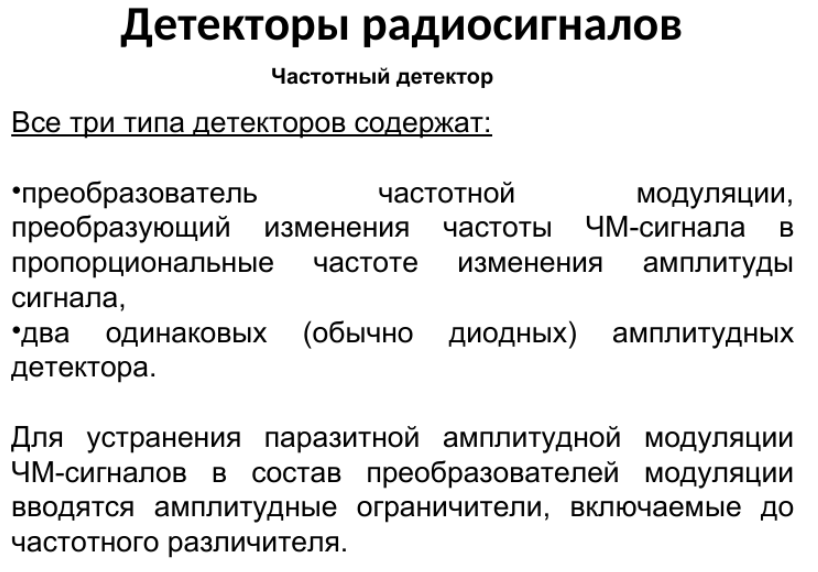 Детекторы радиосигналов
Частотный детектор
Все три типа детекторов содержат:
•преобразователь частотной модуляции,
преобразующий изменения частоты ЧМ-сигнала в
пропорциональные частоте изменения амплитуды
сигнала,
•два одинаковых (обычно диодных) амплитудных
детектора.
Для устранения паразитной амплитудной модуляции
ЧМ-сигналов в состав преобразователей модуляции
вводятся амплитудные ограничители, включаемые до
частотного различителя.